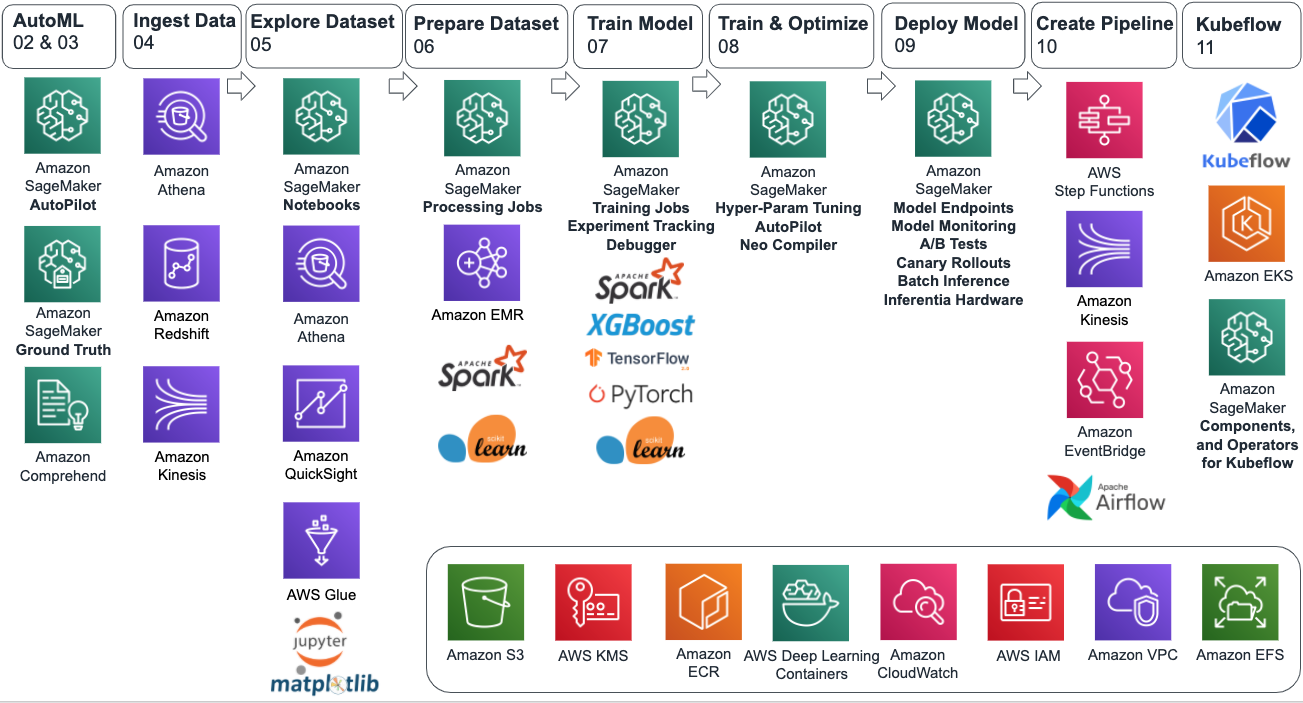 AutoML
02 & 03
Ingest Data
04
Explore Dataset
05
Prepare Dataset
06
Train Model
07
Train & Optimize
08
Deploy Model
09
Create Pipeline
10
Kubeflow
11
Amazon
SageMaker
AutoPilot
Amazon
SageMaker
Ground Truth
Amazon
Comprehend
Amazon
Athena
Amazon
Redshift
Amazon
Kinesis
Amazon
SageMaker
Notebooks
Amazon
Athena
Amazon
QuickSight
AWS Glue
jupyter
matplotlib
Amazon
SageMaker
Processing Jobs
Amazon EMR
APACHE
Spark
scikit
learn
Amazon
SageMaker
Training Jobs
Experiment Tracking
Debugger
APACHE
Spark
XGBoost
TensorFlow
2.0
PyTorch
scikit
learn
Amazon
SageMaker
Hyper-Param Tuning
AutoPilot
Neo Compiler
Amazon
SageMaker
Model Endpoints
Model Monitoring
A/B Tests
Canary Rollouts
Batch Inference
Inferentia Hardware
AWS
Step Functions
Amazon
Kinesis
Amazon
EventBridge
Apache
Airflow
Kubeflow
K
Amazon EKS
Amazon
SageMaker
Components,
and Operators
for Kubeflow
Amazon S3
AWS KMS
Amazon
ECR
AWS Deep Learning
Containers
Amazon
CloudWatch
AWS IAM
Amazon VPC
Amazon EFS